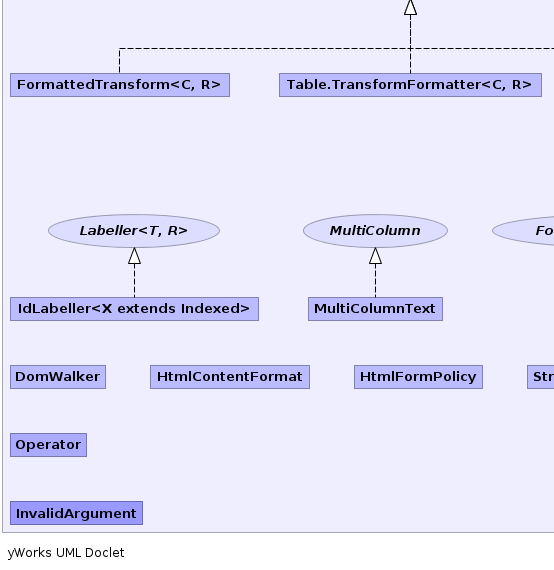 FormattedTransform<C, R>
Table.TransformFormatter<C, R>
Labeller<T, R>
MultiColumn
Fo
IdLabeller<X extends Indexed>
MultiColumnText
DomWalker
HtmlContentFormat
HtmlFormPolicy
Str
Operator
InvalidArgument
yWorks UML Doclet